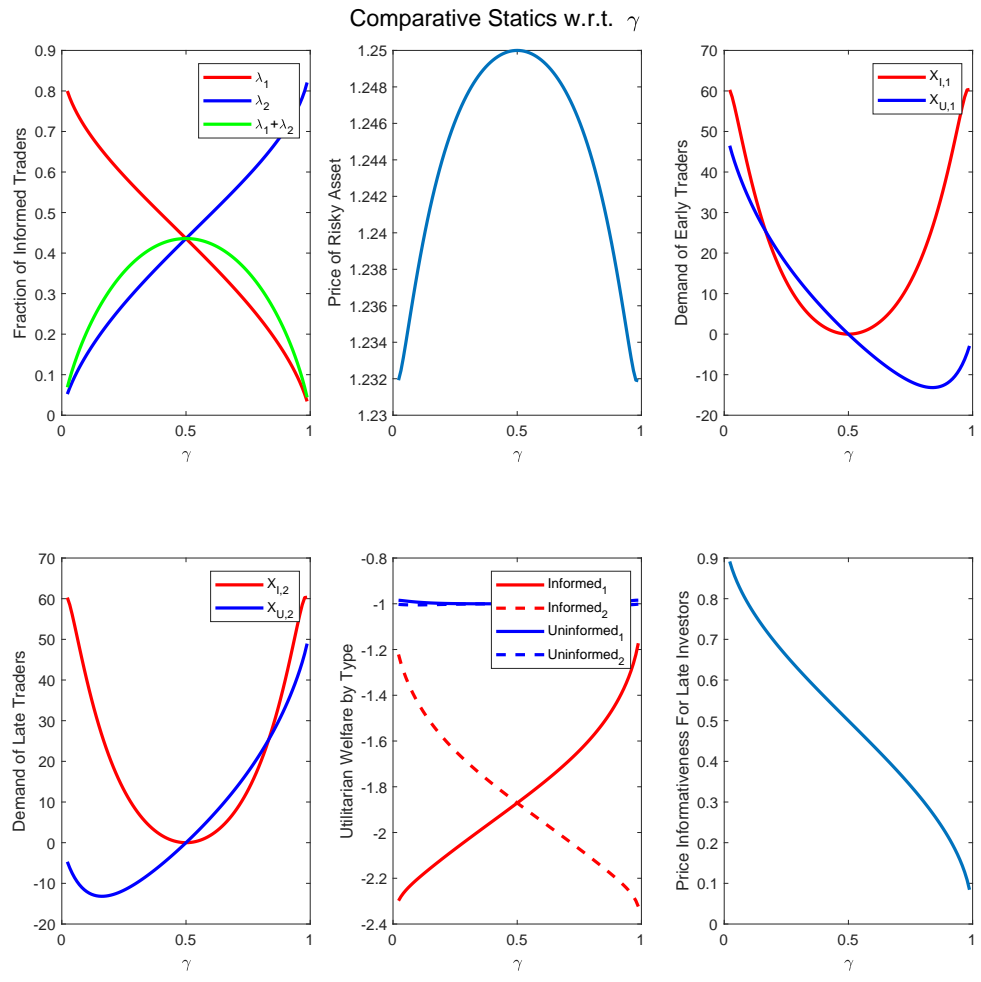 Comparative Statics w.r.t. γ
Fraction of Informed Traders
0.9
0.8
0.7
0.6
0.5
0.4
0.3
0.2
0.1
0
0 0.5 1
γ
λ1
λ2
λ1+λ2
Price of Risky Asset
1.25
1.248
1.246
1.244
1.242
1.24
1.238
1.236
1.234
1.232
1.23
0 0.5 1
γ
Demand of Early Traders
70
60
50
40
30
20
10
0
-10
-20
0 0.5 1
γ
XI,1
XU,1
Demand of Late Traders
70
60
50
40
30
20
10
0
-10
-20
0 0.5 1
γ
XI,2
XU,2
Utilitarian Welfare by Type
-0.8
-1
-1.2
-1.4
-1.6
-1.8
-2
-2.2
-2.4
0 0.5 1
γ
Informed1
Informed2
Uninformed1
Uninformed2
Price Informativeness For Late Investors
0.9
0.8
0.7
0.6
0.5
0.4
0.3
0.2
0.1
0
0 0.5 1
γ